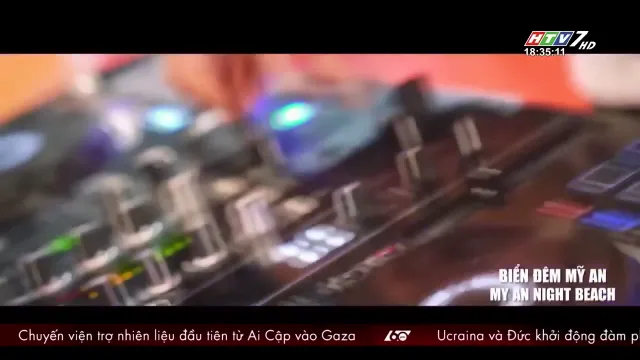 HTV7 HD
18:35:11
BIỂN ĐÊM MỸ AN
MY AN NIGHT BEACH
Chuyến viện trợ nhiên liệu đầu tiên từ Ai Cập vào Gaza
60
Ucraina và Đức khởi động đàm p